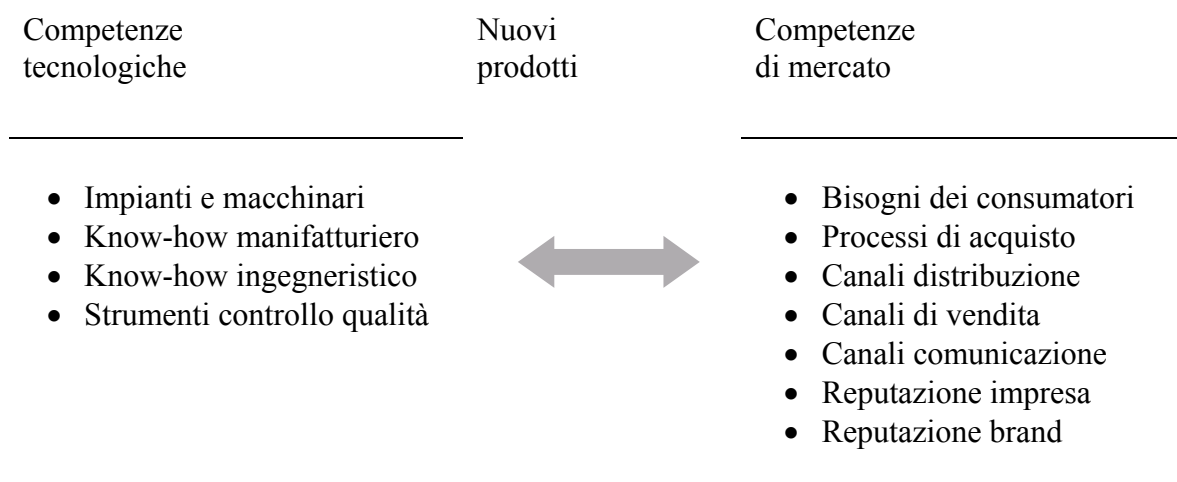 Competenze
tecnologiche
Nuovi
prodotti
Competenze
di mercato
• Impianti e macchinari
• Know-how manifatturiero
• Know-how ingegneristico
• Strumenti controllo qualità
• Bisogni dei consumatori
• Processi di acquisto
• Canali distribuzione
• Canali di vendita
• Canali comunicazione
• Reputazione impresa
• Reputazione brand